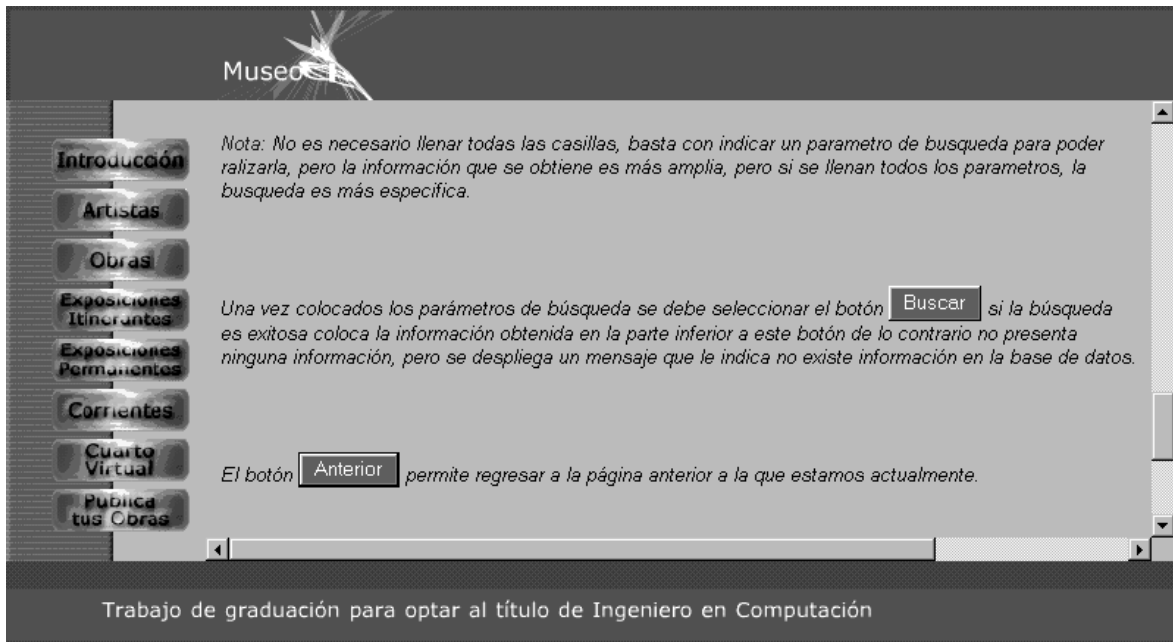 MuseoCI
Introducción
Artistas
Obras
Exposiciones
Itinerantes
Exposiciones
Permanentes
Corrientes
Cuarto
Virtual
Publica
tus Obras
Nota: No es necesario llenar todas las casillas, basta con indicar un parametro de busqueda para poder
ralizarla, pero la información que se obtiene es más amplia, pero si se llenan todos los parametros, la
busqueda es más especifica.
Una vez colocados los parámetros de búsqueda se debe seleccionar el botón Buscar si la búsqueda
es exitosa coloca la información obtenida en la parte inferior a este botón de lo contrario no presenta
ninguna información, pero se despliega un mensaje que le indica no existe información en la base de datos.
El botón Anterior permite regresar a la página anterior a la que estamos actualmente.
Trabajo de graduación para optar al título de Ingeniero en Computación